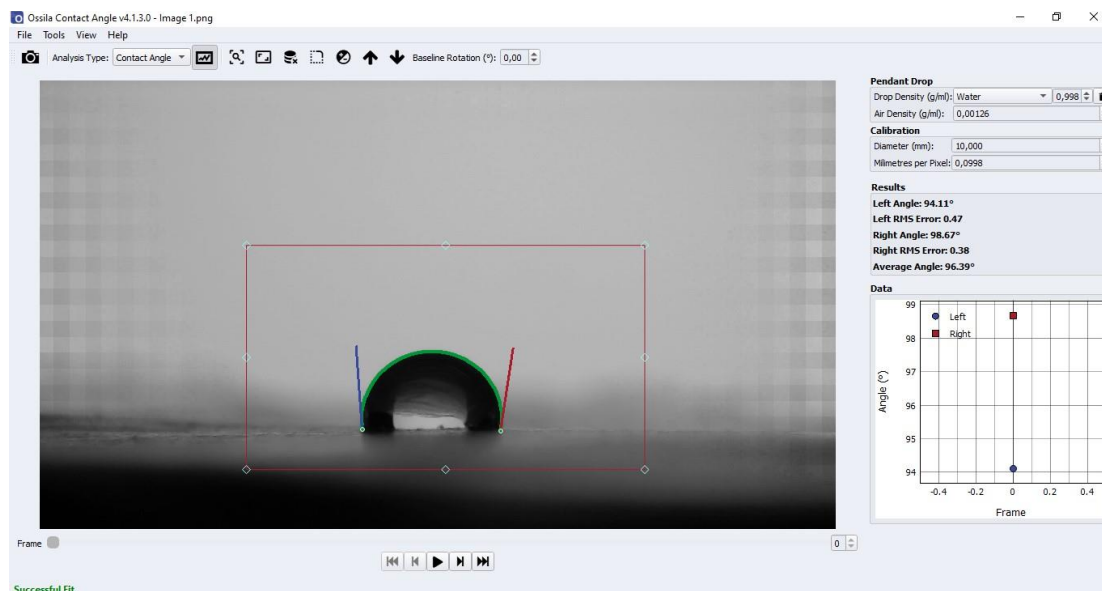 Ossila Contact Angle v4.1.3.0 - Image 1.png
File Tools View Help
Analysis Type: Contact Angle Baseline Rotation (°): 0,00
Pendant Drop
Drop Density (g/ml): Water 0,998
Air Density (g/ml): 0,00126
Calibration
Diameter (mm): 10,000
Milimetres per Pixel: 0,0998
Results
Left Angle: 94.11°
Left RMS Error: 0.47
Right Angle: 98.67°
Right RMS Error: 0.38
Average Angle: 96.39°
Data
99
Left
Right
98
97
96
95
94
Angle (°)
-0.4 -0.2 0 0.2 0.4
Frame
Frame 0
Successful Fit